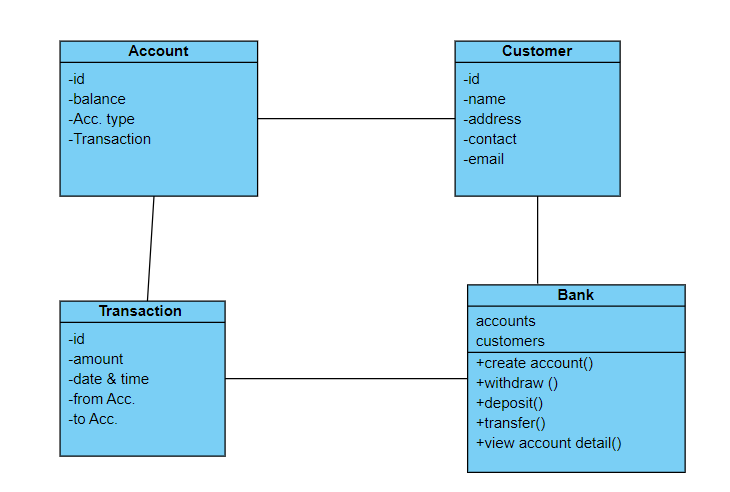 Account
-id
-balance
-Acc. type
-Transaction
Customer
-id
-name
-address
-contact
-email
Transaction
-id
-amount
-date & time
-from Acc.
-to Acc.
Bank
accounts
customers
+create account()
+withdraw ()
+deposit()
+transfer()
+view account detail()